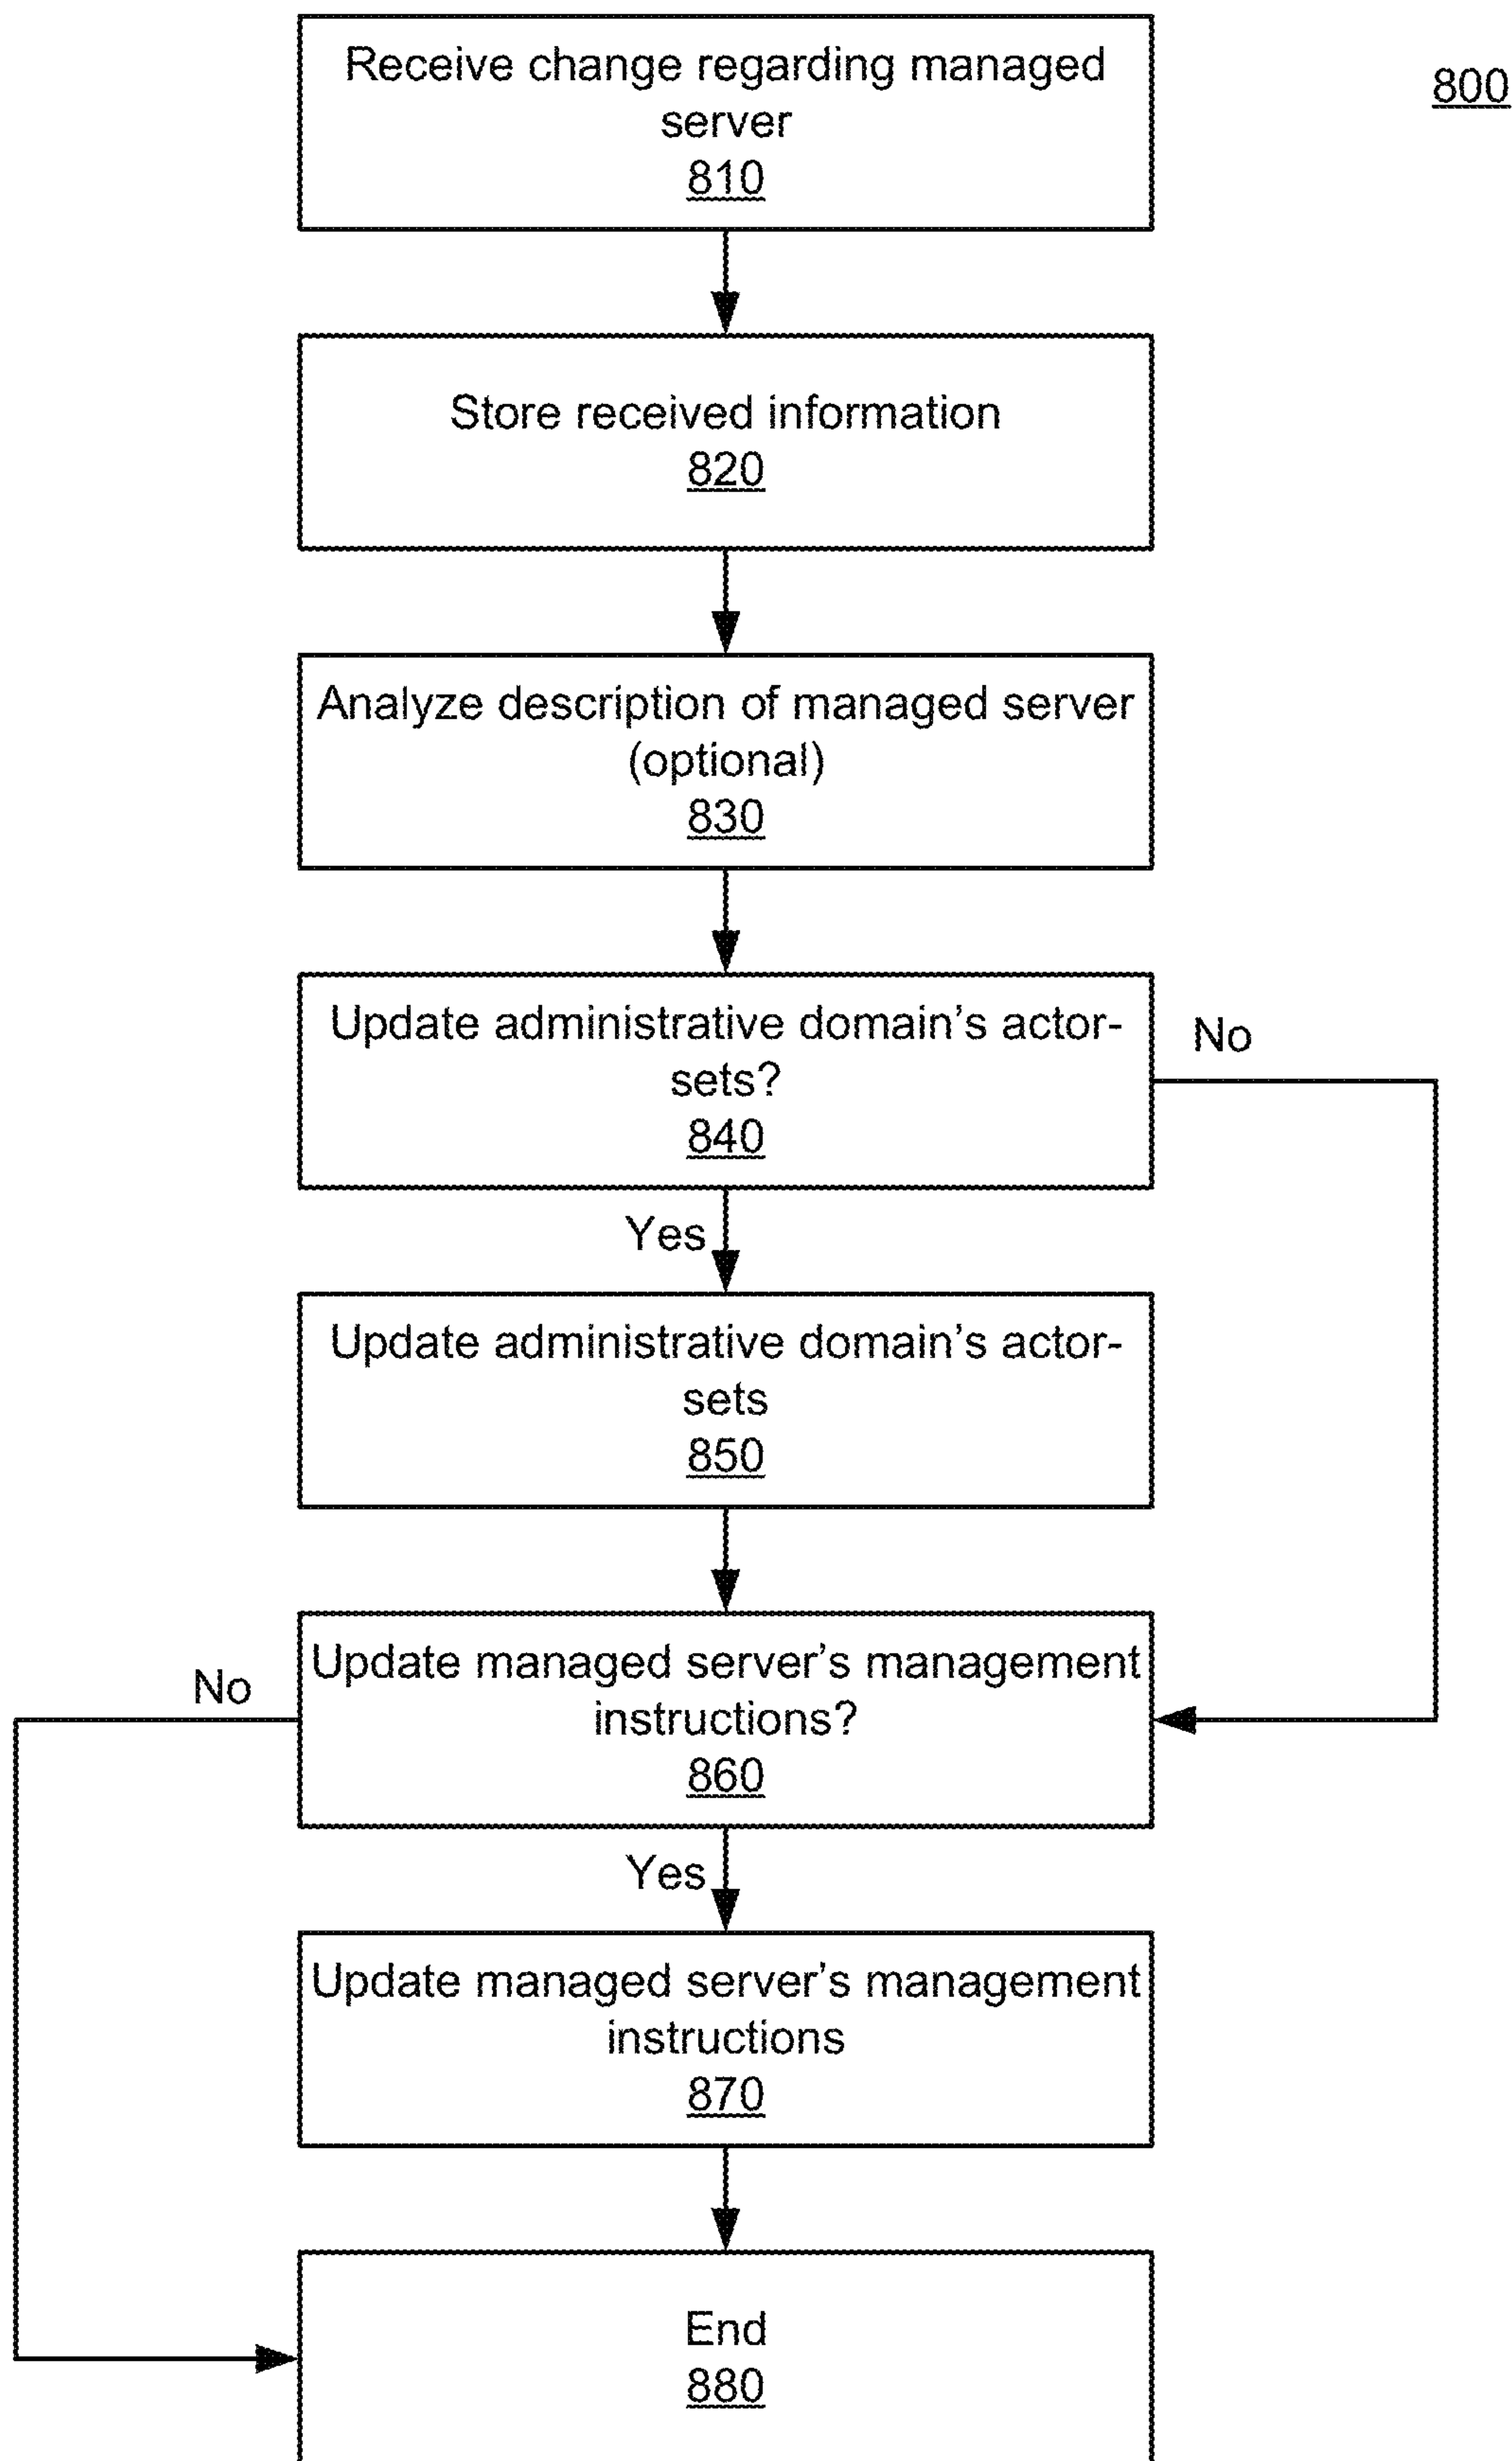 Receive change regarding managed
server
810
800
Store received information
820
Analyze description of managed server
(optional)
830
Update administrative domain's actor-
sets?
840
No
Yes
Update administrative domain's actor-
sets
850
Update managed server's management
instructions?
860
No
Yes
Update managed server's management
instructions
870
End
880